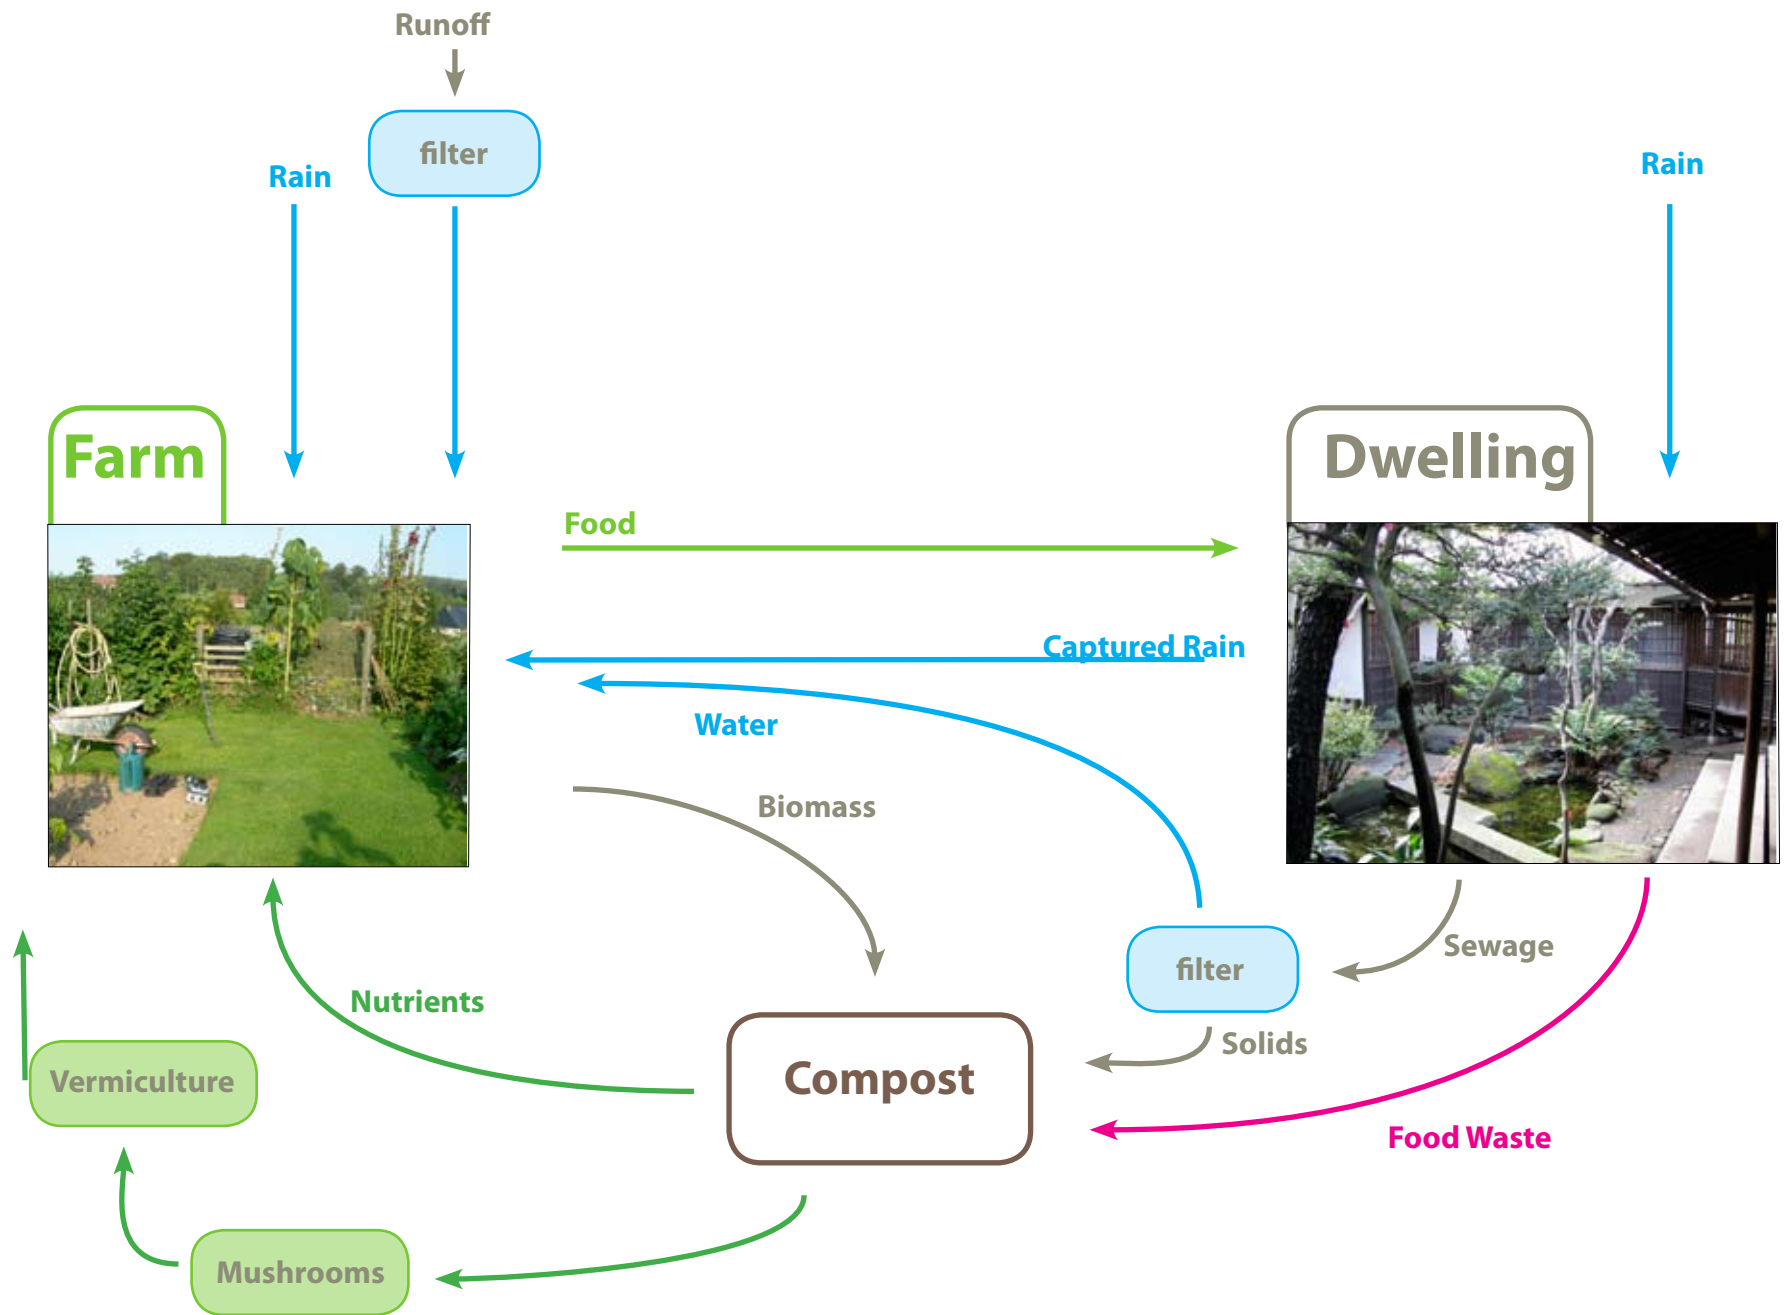 Runoff
filter
Rain
Rain
Farm
Dwelling
Food
Captured Rain
Water
Biomass
Sewage
filter
Nutrients
Solids
Vermiculture
Compost
Food Waste
Mushrooms